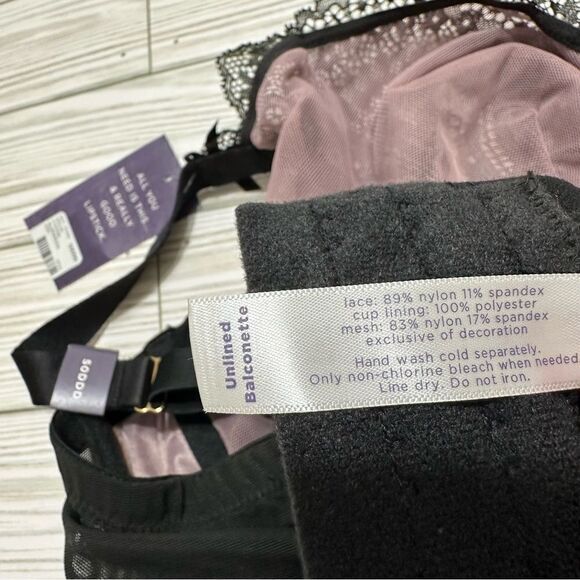 ALL YOU
NEED IS THIS...
& REALLY
GOOD
LIPSTICK.
Unlined
Balconette
lace: 89% nylon 11% spandex
cup lining: 100% polyester
mesh: 83% nylon 17% spandex
exclusive of decoration
Hand wash cold separately.
Only non-chlorine bleach when needed.
Line dry. Do not iron.